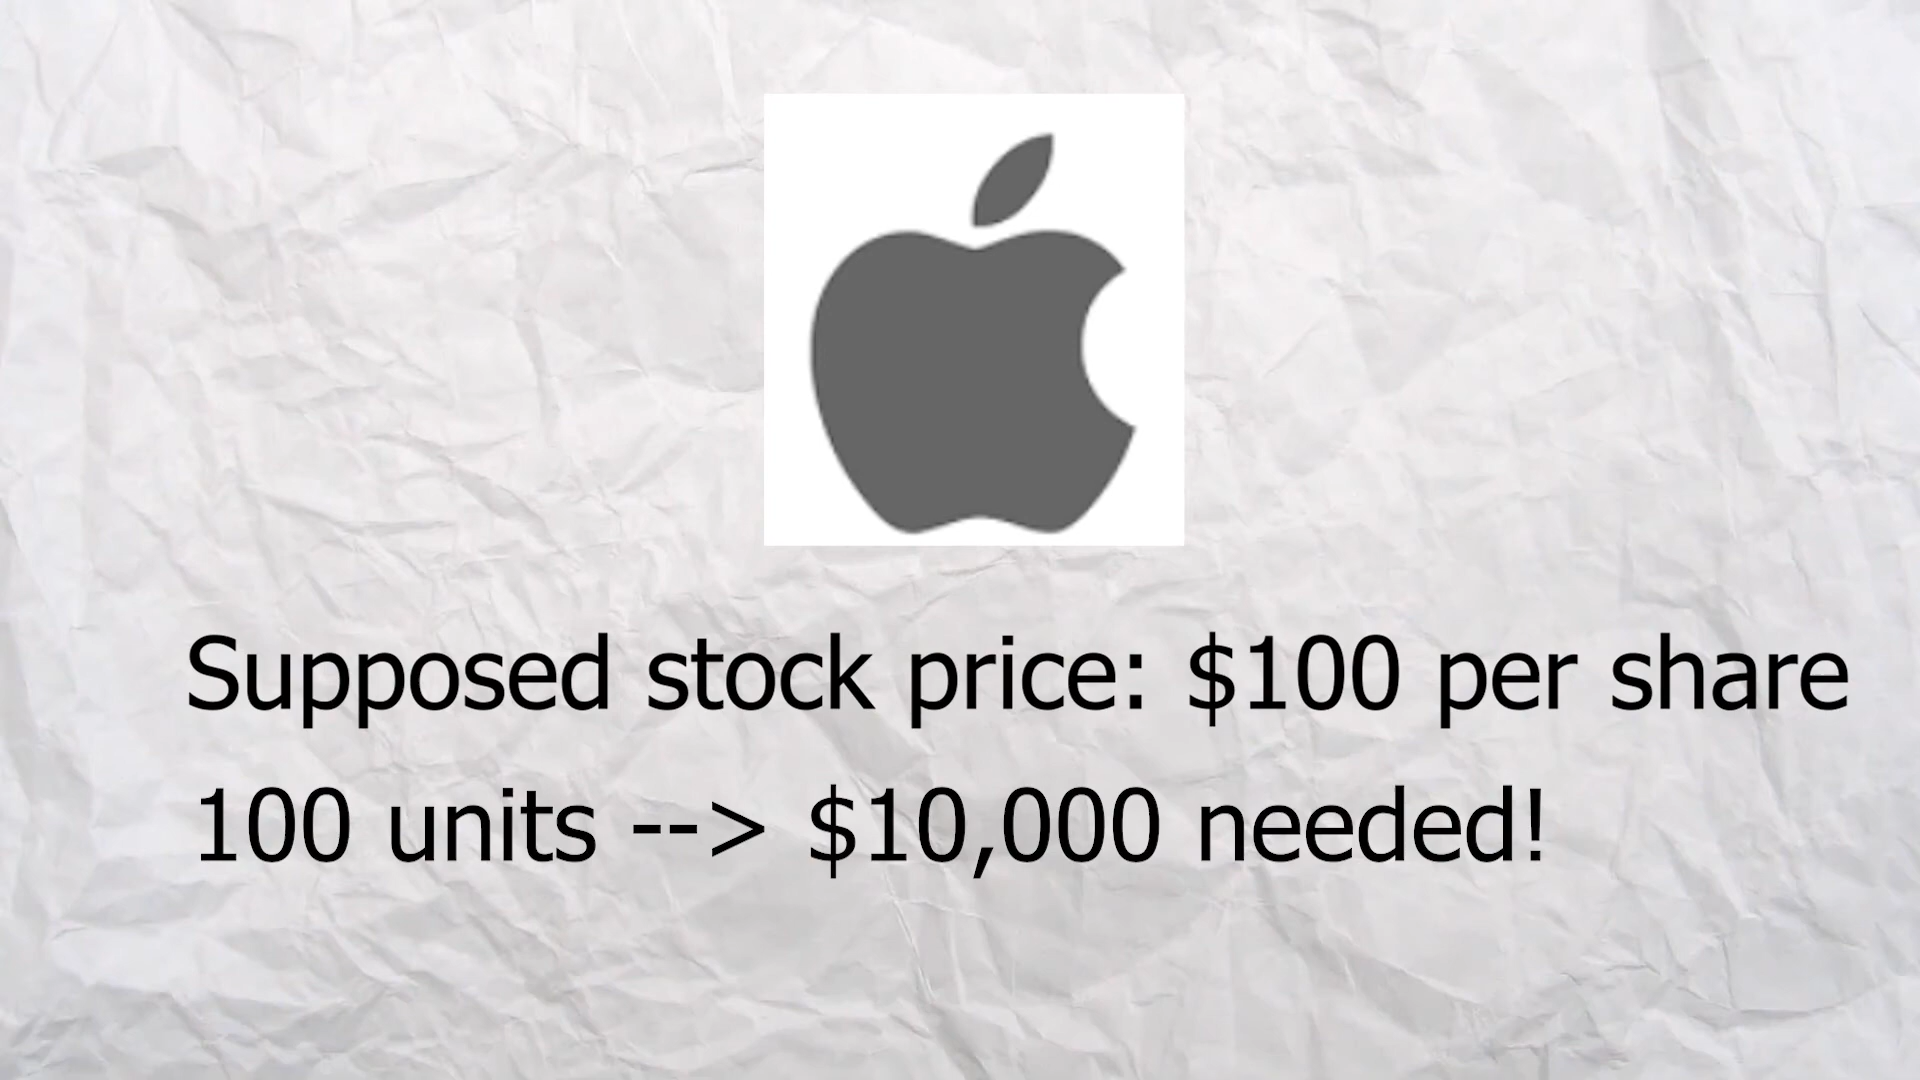 Supposed stock price: $100 per share
100 units --> $10,000 needed!